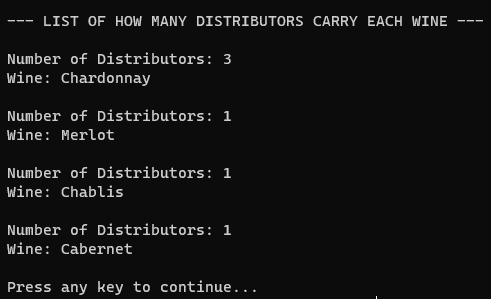 --- LIST OF HOW MANY DISTRIBUTORS CARRY EACH WINE ---
Number of Distributors: 3
Wine: Chardonnay
Number of Distributors: 1
Wine: Merlot
Number of Distributors: 1
Wine: Chablis
Number of Distributors: 1
Wine: Cabernet
Press any key to continue...